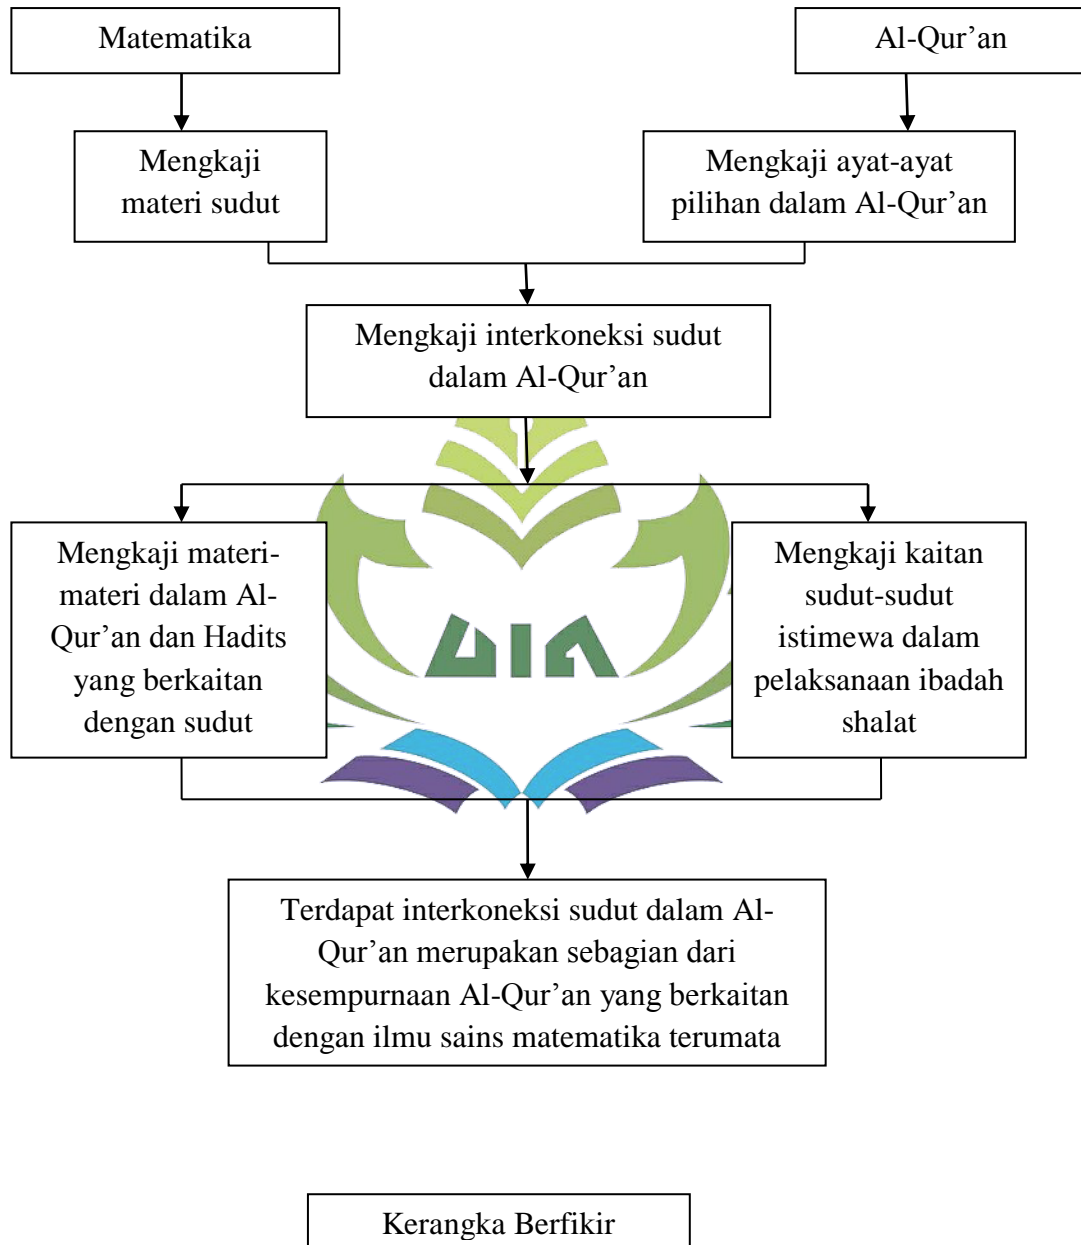 Matematika
Al-Qur’an
Mengkaji
materi sudut
Mengkaji ayat-ayat
pilihan dalam Al-Qur’an
Mengkaji interkoneksi sudut
dalam Al-Qur’an
Mengkaji materi-
materi dalam Al-
Qur’an dan Hadits
yang berkaitan
dengan sudut
UIN
Mengkaji kaitan
sudut-sudut
istimewa dalam
pelaksanaan ibadah
shalat
Terdapat interkoneksi sudut dalam Al-
Qur’an merupakan sebagian dari
kesempurnaan Al-Qur’an yang berkaitan
dengan ilmu sains matematika terumata
Kerangka Berfikir